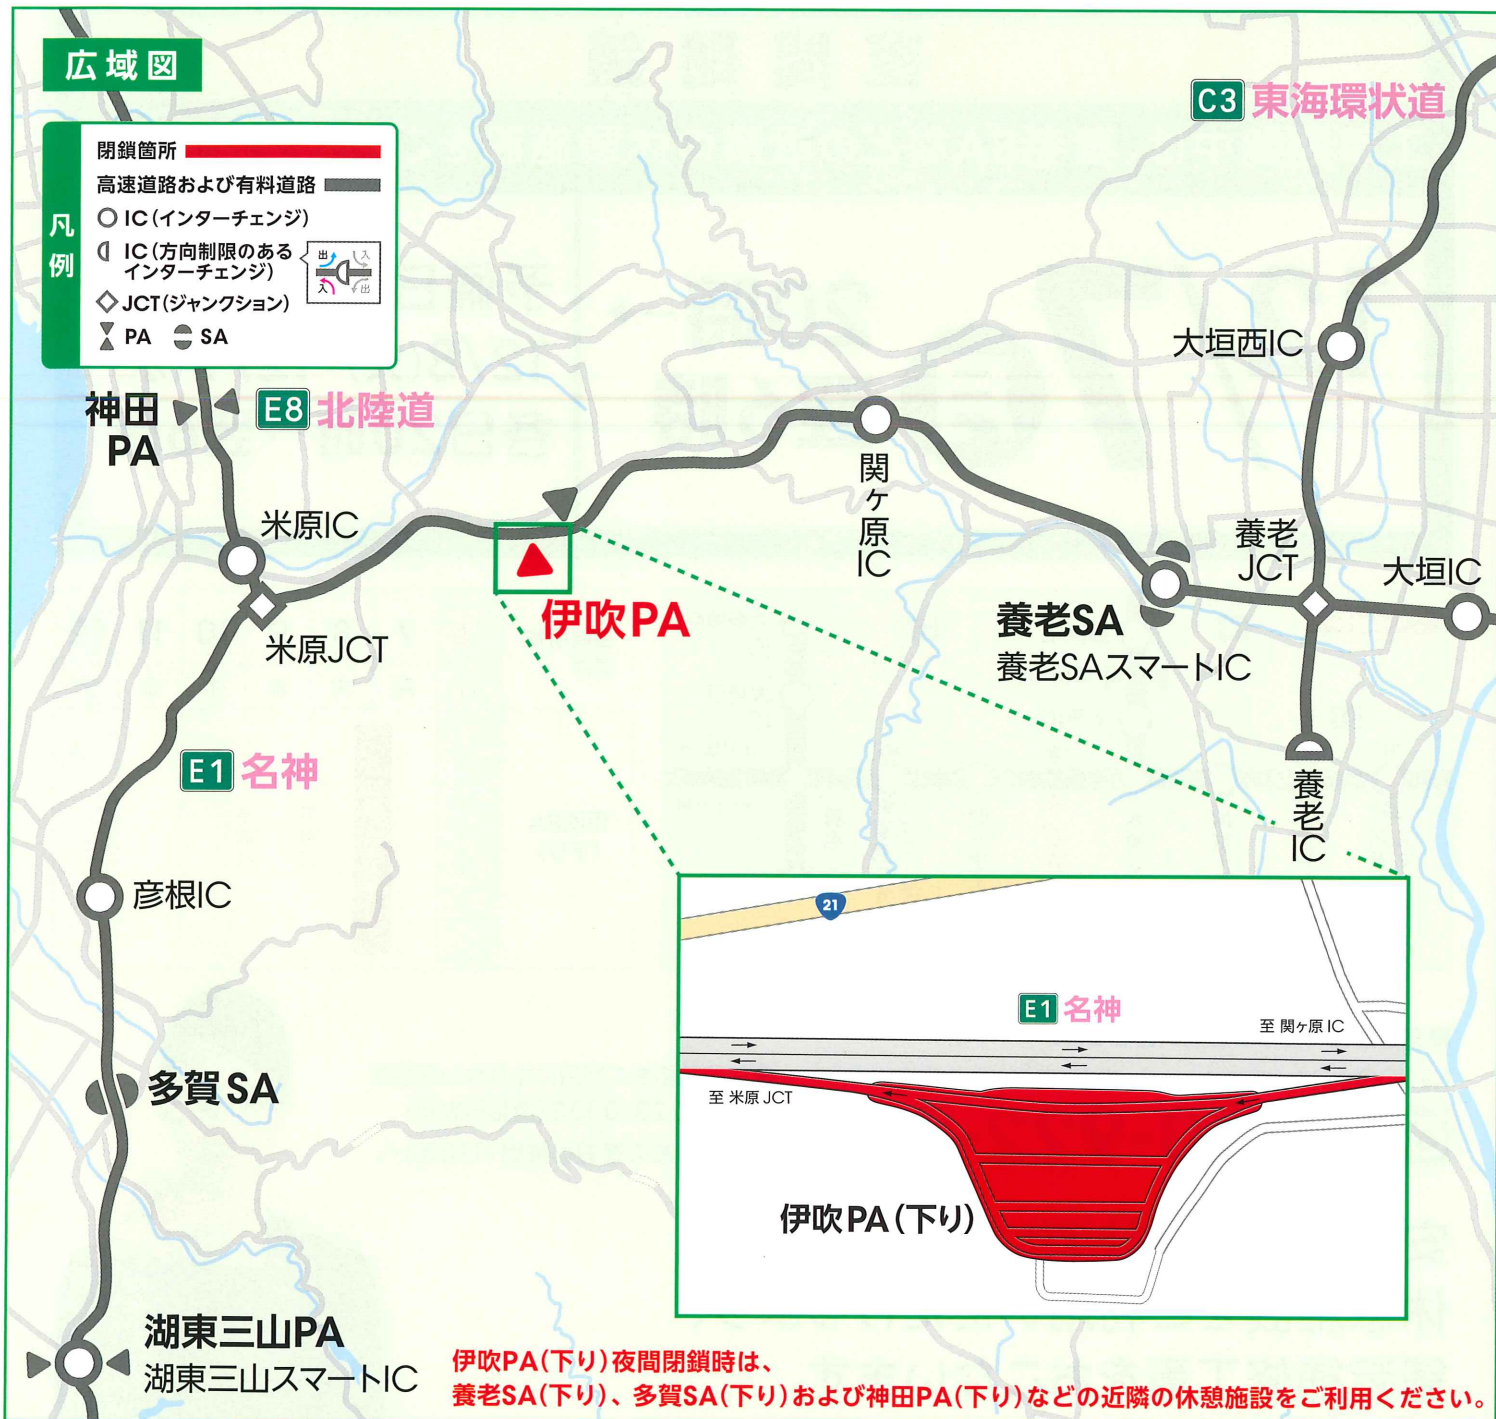 広域図
凡例
閉鎖箇所
高速道路および有料道路
IC(インターチェンジ)
IC(方向制限のある
インターチェンジ)
出 入
入 出
JCT(ジャンクション)
PA SA
C3 東海環状道
大垣西IC
神田
PA
E8 北陸道
米原IC
米原JCT
伊吹PA
関ヶ原IC
養老
JCT
大垣IC
養老SA
養老SAスマートIC
養老IC
E1 名神
彦根IC
多賀SA
湖東三山PA
湖東三山スマートIC
21
E1 名神
至 関ヶ原 IC
至 米原 JCT
伊吹PA(下り)
伊吹PA(下り)夜間閉鎖時は、
養老SA(下り)、多賀SA(下り)および神田PA(下り)などの近隣の休憩施設をご利用ください。